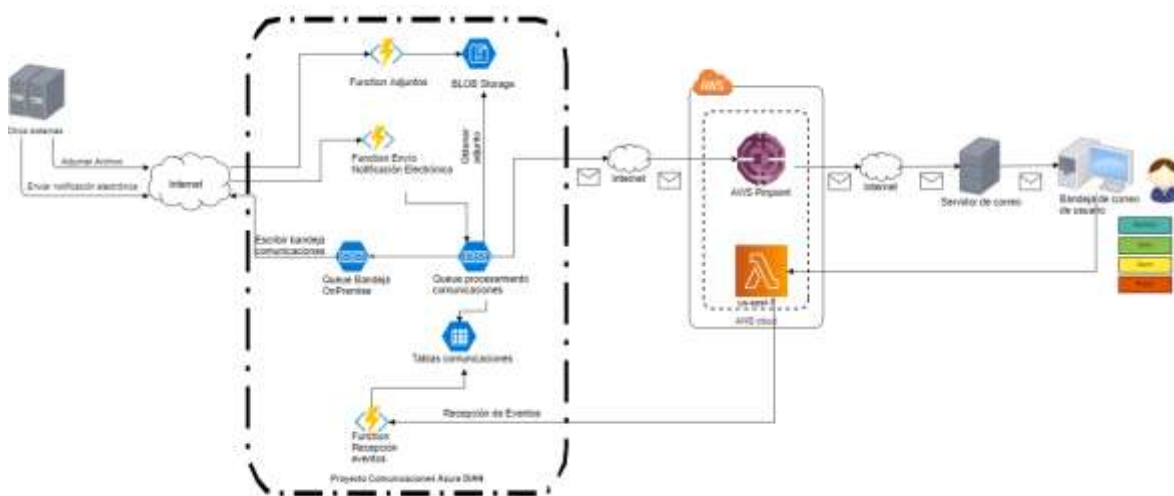 Otros sistemas
Adjuntar Archivo
Enviar notificación electrónica
Internet
Escribir bandeja
comunicaciones
Function Adjuntos
BLOB Storage
Function Envío
Notificación Electrónica
Obtener
adjunto
Queue Bandeja
OnPremise
Queue procesamiento
comunicaciones
Tablas comunicaciones
Function
Recepción
eventos
Recepción de Eventos
Proyecto Comunicaciones Azure DIAN
Internet
AWS
AWS-Pinpoint
AWS cloud
Internet
Servidor de correo
Bandeja de correo
de usuario